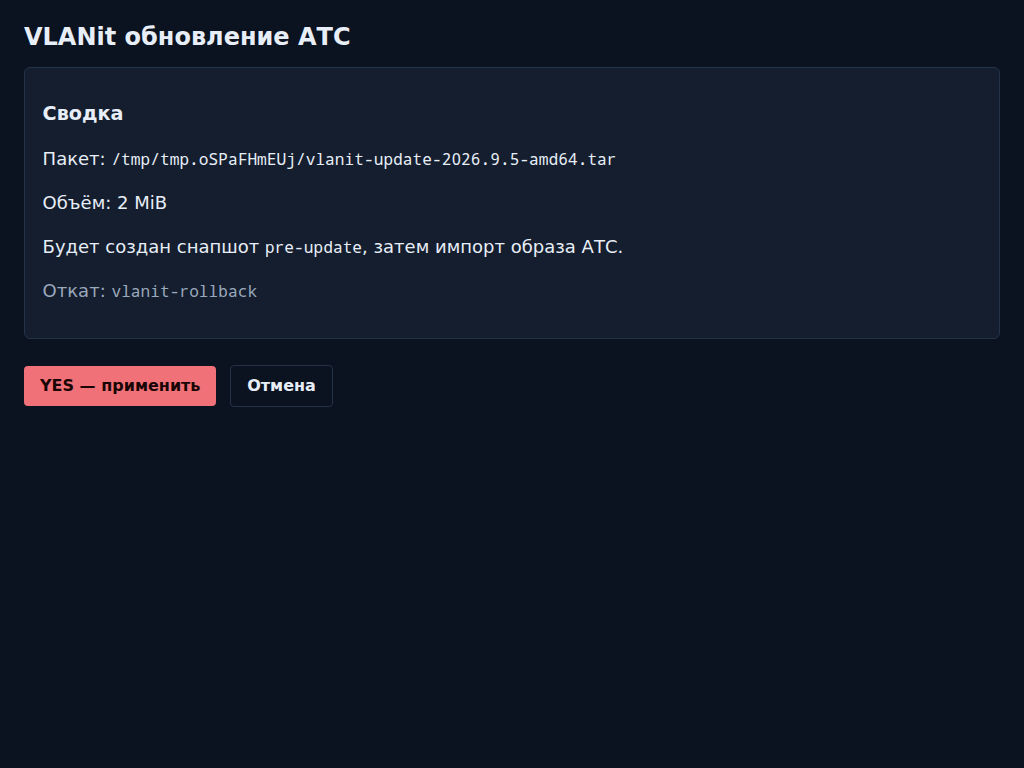 VLANit обновление АТС
Сводка
Пакет: /tmp/tmp.oSPaFHmEUj/vlanit-update-2026.9.5-amd64.tar
Объём: 2 MiB
Будет создан снапшот pre-update, затем импорт образа АТС.
Откат: vlanit-rollback
YES — применить
Отмена